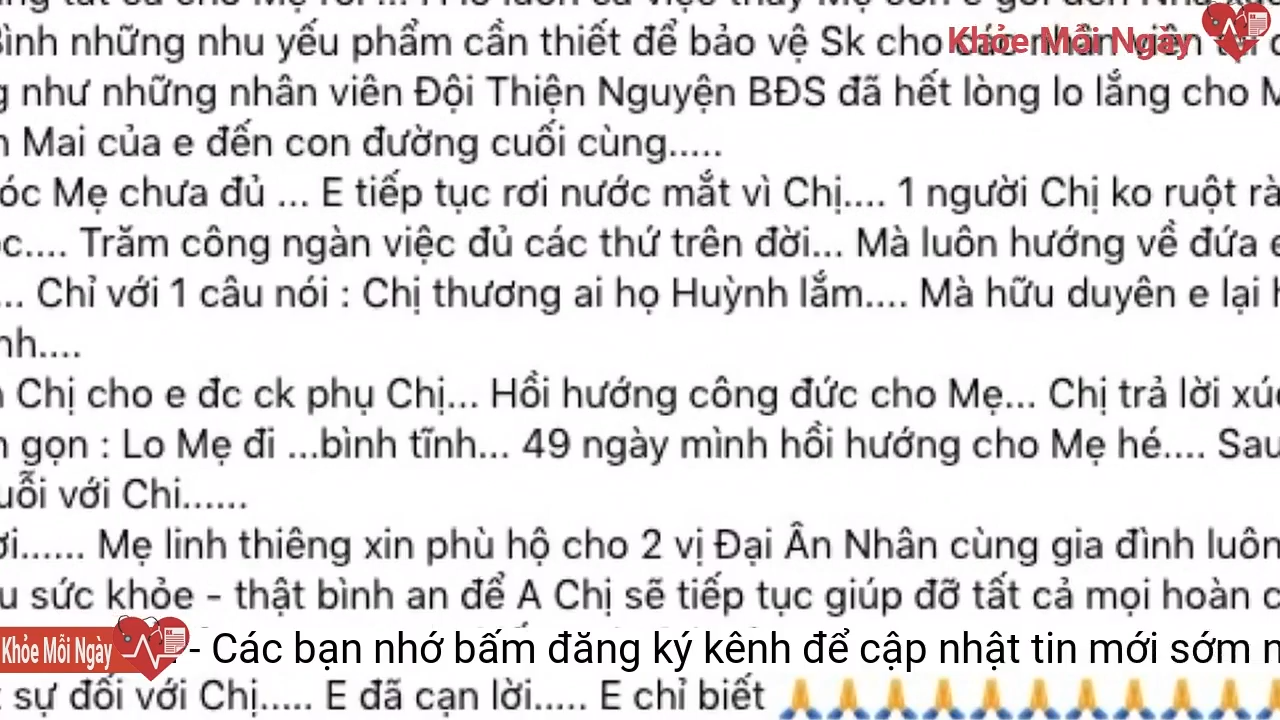 Bình những nhu yếu phẩm cần thiết để bảo vệ Sk cho
Khỏe Mỗi Ngày
như những nhân viên Đội Thiện Nguyện BĐS đã hết lòng lo lắng cho M
Mai của e đến con đường cuối cùng.....
óc Mẹ chưa đủ ... E tiếp tục rơi nước mắt vì Chị.... 1 người Chị ko ruột rà
c.... Trăm công ngàn việc đủ các thứ trên đời... Mà luôn hướng về đứa e
... Chỉ với 1 câu nói : Chị thương ai họ Huỳnh lắm.... Mà hữu duyên e lại h
nh....
Chị cho e đc ck phụ Chị... Hồi hướng công đức cho Mẹ... Chị trả lời xúc
gọn : Lo Mẹ đi ...bình tĩnh... 49 ngày mình hồi hướng cho Mẹ hé.... Sau
uỗi với Chi......
ơi...... Mẹ linh thiêng xin phù hộ cho 2 vị Đại Ân Nhân cùng gia đình luôn
u sức khỏe - thật bình an để A Chị sẽ tiếp tục giúp đỡ tất cả mọi hoàn c
Khỏe Mỗi Ngày
- Các bạn nhớ bấm đăng ký kênh để cập nhật tin mới sớm n
sự đối với Chị..... E đã cạn lời..... E chỉ biết 🙏🙏🙏🙏🙏🙏🙏🙏🙏🙏🙏